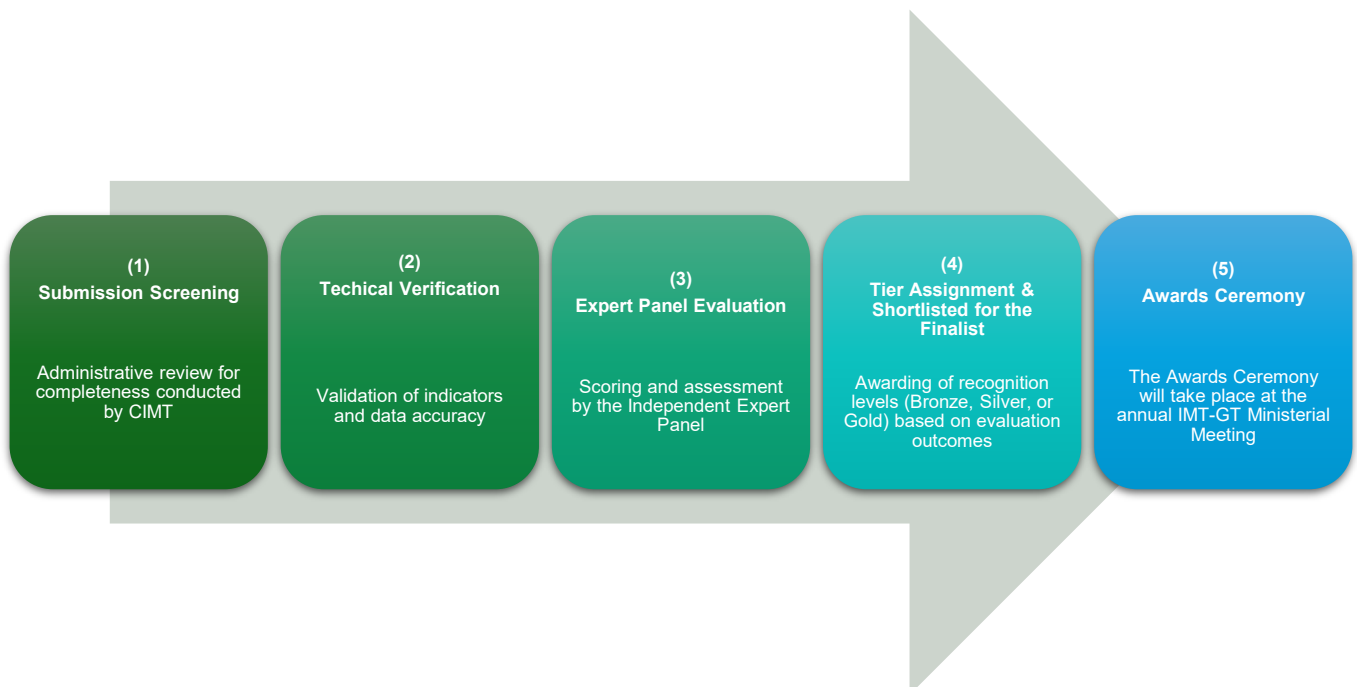 (1)
Submission Screening
Administrative review for
completeness conducted
by CIMT
(2)
Techical Verification
Validation of indicators
and data accuracy
(3)
Expert Panel Evaluation
Scoring and assessment
by the Independent Expert
Panel
(4)
Tier Assignment &
Shortlisted for the
Finalist
Awarding of recognition
levels (Bronze, Silver, or
Gold) based on evaluation
outcomes
(5)
Awards Ceremony
The Awards Ceremony
will take place at the
annual IMT-GT Ministerial
Meeting